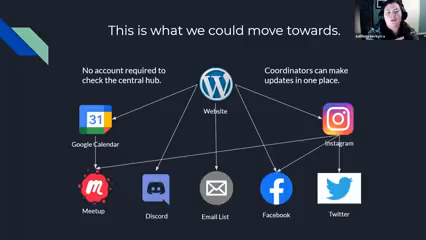 This is what we could move towards.
No account required to
check the central hub.
Coordinators can make
updates in one place.
Website
31
Google Calendar
Instagram
Meetup
Discord
Email List
Facebook
Twitter